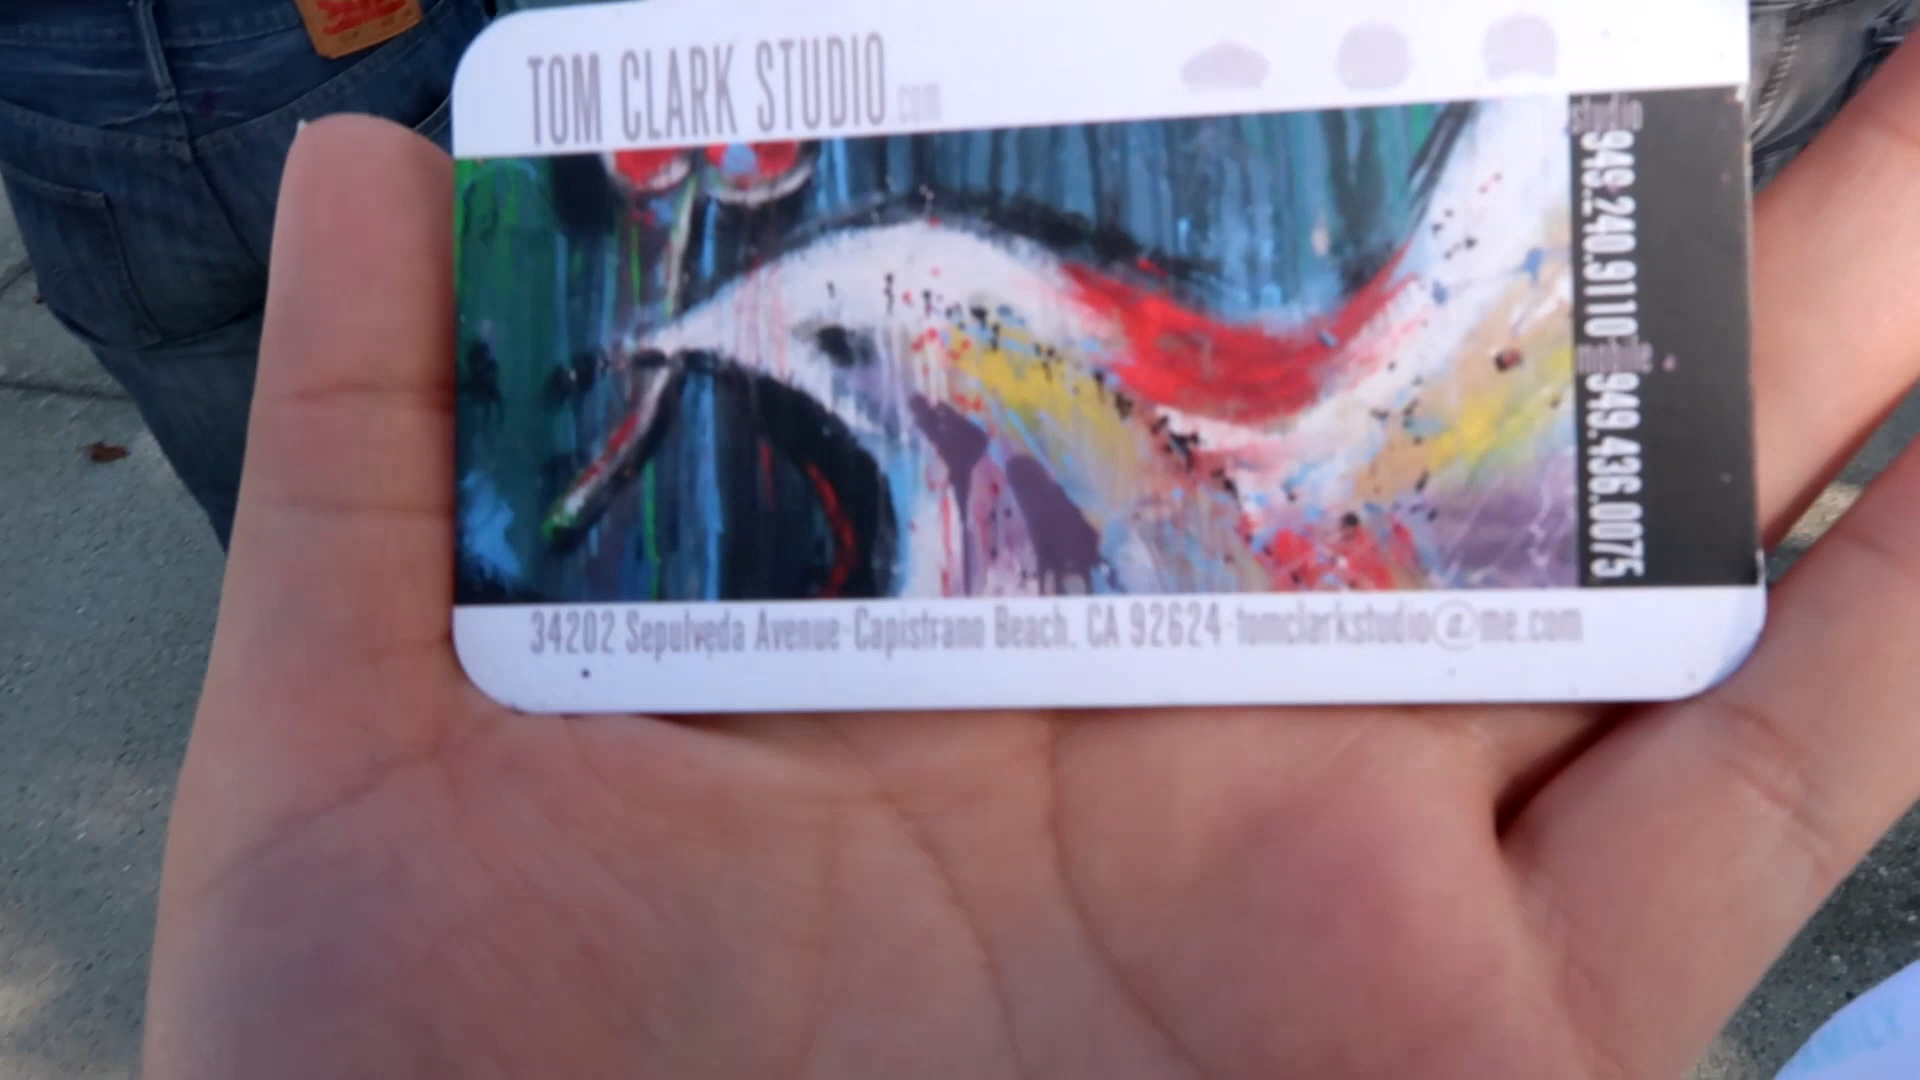 TOM CLARK STUDIO.com
studio 949.240.9110 949.436.0075
34202 Sepulveda Avenue·Capistrano Beach, CA 92624·tomclarkstudio@me.com